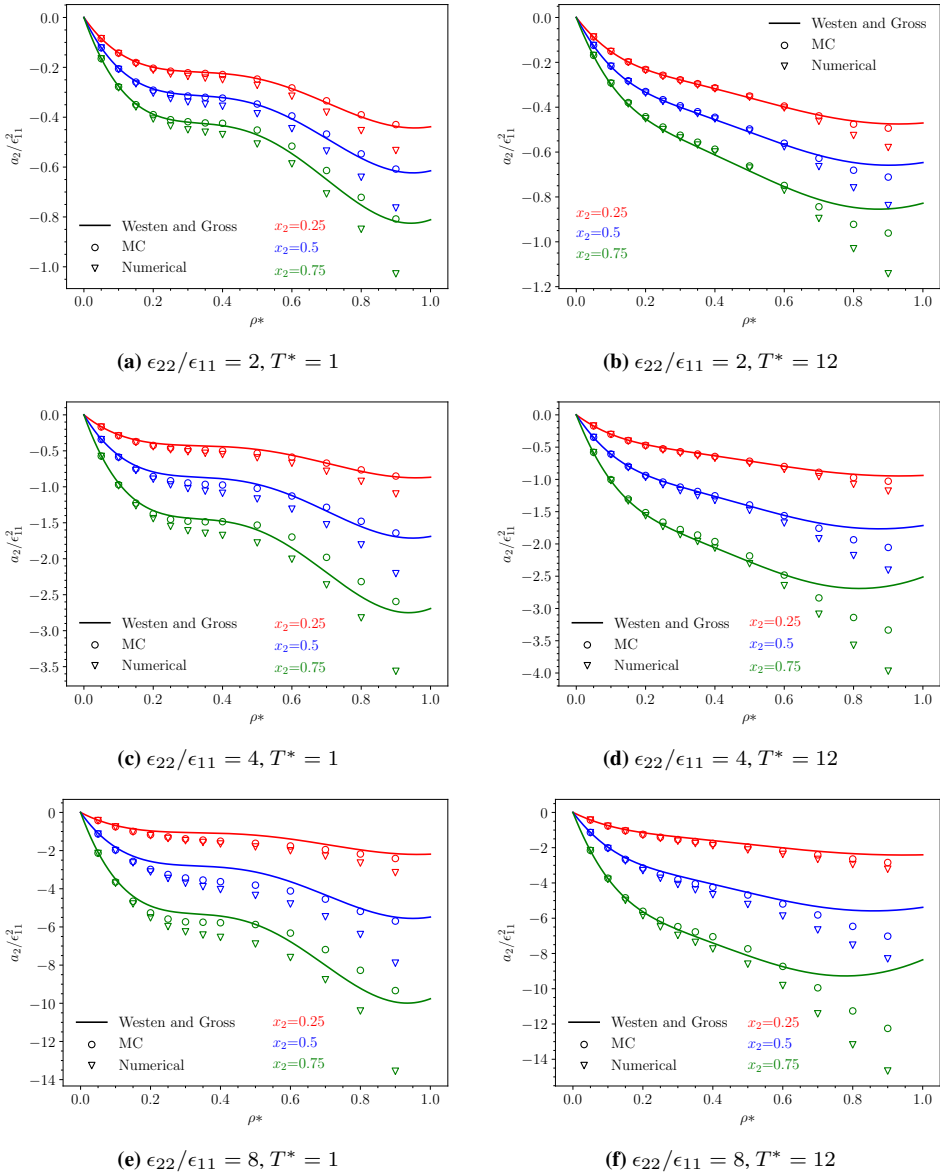 0.0
−0.2
−0.4
−0.6
−0.8
−1.0
a₂/ϵ²₁₁
Westen and Gross
MC
Numerical
x₂=0.25
x₂=0.5
x₂=0.75
0.0 0.2 0.4 0.6 0.8 1.0
ρ*
(a) ϵ₂₂/ϵ₁₁ = 2, T* = 1
0.0
−0.2
−0.4
−0.6
−0.8
−1.0
−1.2
a₂/ϵ²₁₁
Westen and Gross
MC
Numerical
x₂=0.25
x₂=0.5
x₂=0.75
0.0 0.2 0.4 0.6 0.8 1.0
ρ*
(b) ϵ₂₂/ϵ₁₁ = 2, T* = 12
0.0
−0.5
−1.0
−1.5
−2.0
−2.5
−3.0
−3.5
a₂/ϵ²₁₁
Westen and Gross
MC
Numerical
x₂=0.25
x₂=0.5
x₂=0.75
0.0 0.2 0.4 0.6 0.8 1.0
ρ*
(c) ϵ₂₂/ϵ₁₁ = 4, T* = 1
0.0
−0.5
−1.0
−1.5
−2.0
−2.5
−3.0
−3.5
−4.0
a₂/ϵ²₁₁
Westen and Gross
MC
Numerical
x₂=0.25
x₂=0.5
x₂=0.75
0.0 0.2 0.4 0.6 0.8 1.0
ρ*
(d) ϵ₂₂/ϵ₁₁ = 4, T* = 12
0
−2
−4
−6
−8
−10
−12
−14
a₂/ϵ²₁₁
Westen and Gross
MC
Numerical
x₂=0.25
x₂=0.5
x₂=0.75
0.0 0.2 0.4 0.6 0.8 1.0
ρ*
(e) ϵ₂₂/ϵ₁₁ = 8, T* = 1
0
−2
−4
−6
−8
−10
−12
−14
a₂/ϵ²₁₁
Westen and Gross
MC
Numerical
x₂=0.25
x₂=0.5
x₂=0.75
0.0 0.2 0.4 0.6 0.8 1.0
ρ*
(f) ϵ₂₂/ϵ₁₁ = 8, T* = 12